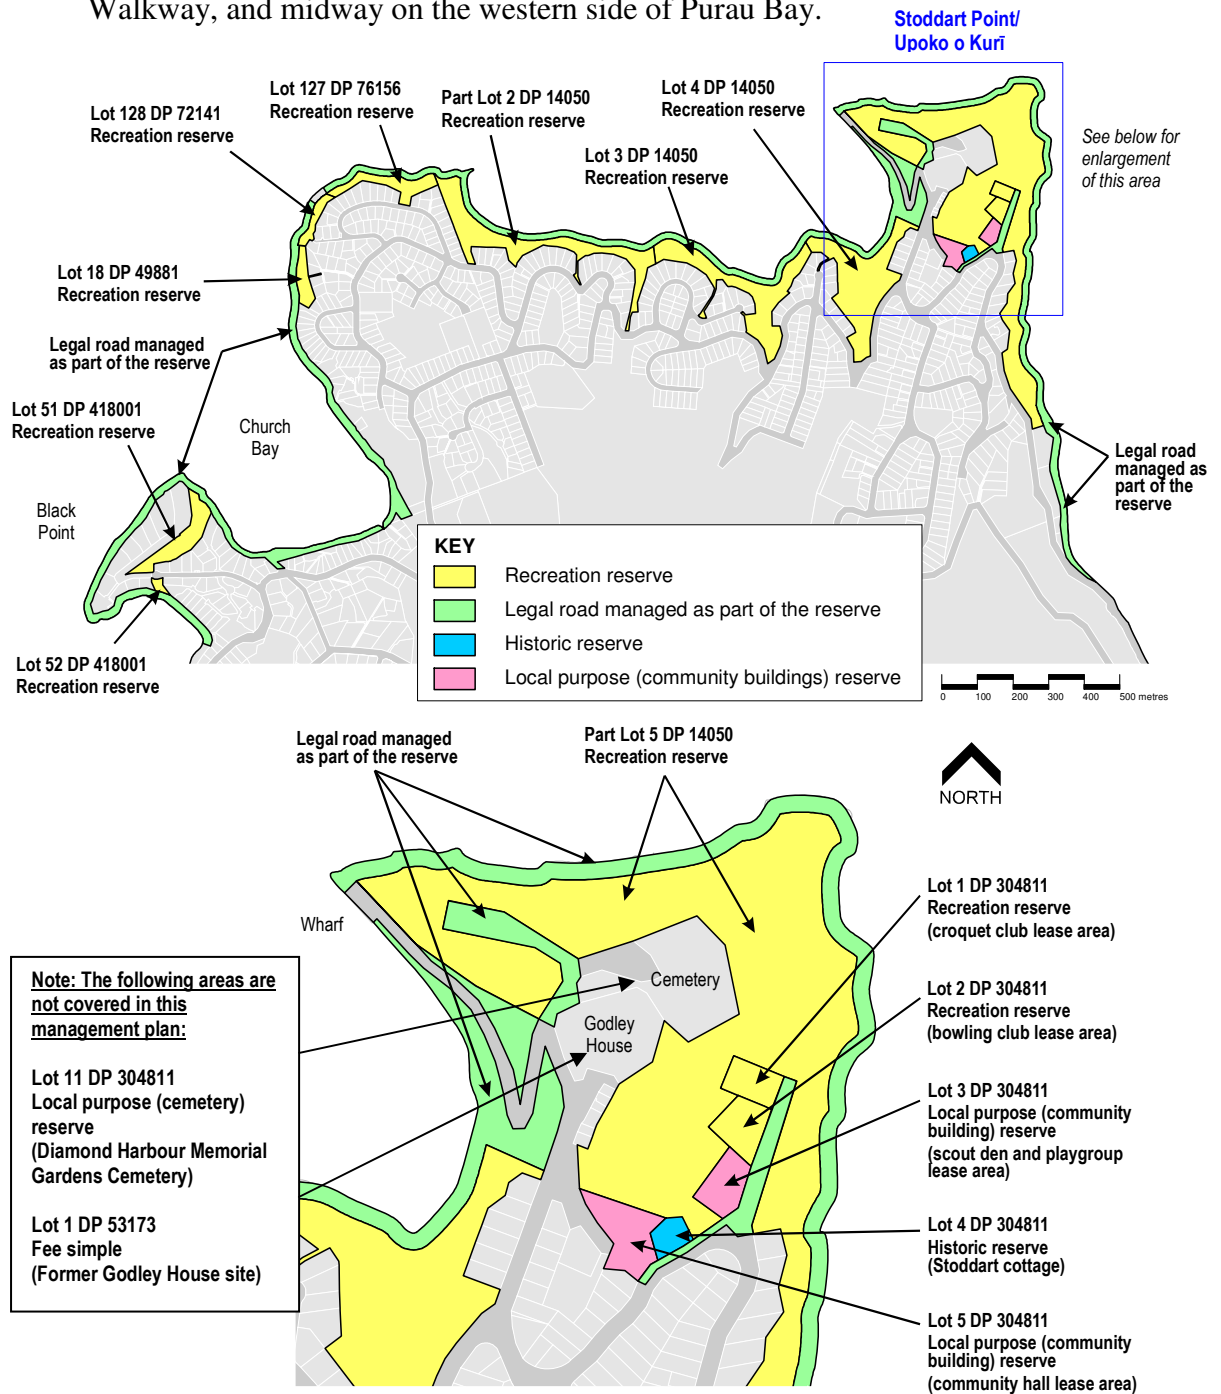 Walkway, and midway on the western side of Purau Bay.
Stoddart Point/
Upoko o Kurī
Lot 127 DP 76156
Recreation reserve
Lot 128 DP 72141
Recreation reserve
Part Lot 2 DP 14050
Recreation reserve
Lot 4 DP 14050
Recreation reserve
Lot 3 DP 14050
Recreation reserve
See below for
enlargement
of this area
Lot 18 DP 49881
Recreation reserve
Legal road managed
as part of the reserve
Lot 51 DP 418001
Recreation reserve
Church
Bay
Black
Point
Legal road
managed as
part of the
reserve
Lot 52 DP 418001
Recreation reserve
KEY
Recreation reserve
Legal road managed as part of the reserve
Historic reserve
Local purpose (community buildings) reserve
0 100 200 300 400 500 metres
NORTH
Legal road managed
as part of the reserve
Part Lot 5 DP 14050
Recreation reserve
Wharf
Cemetery
Godley
House
Lot 1 DP 304811
Recreation reserve
(croquet club lease area)
Lot 2 DP 304811
Recreation reserve
(bowling club lease area)
Lot 3 DP 304811
Local purpose (community
building) reserve
(scout den and playgroup
lease area)
Lot 4 DP 304811
Historic reserve
(Stoddart cottage)
Lot 5 DP 304811
Local purpose (community
building) reserve
(community hall lease area)
Note: The following areas are
not covered in this
management plan:
Lot 11 DP 304811
Local purpose (cemetery)
reserve
(Diamond Harbour Memorial
Gardens Cemetery)
Lot 1 DP 53173
Fee simple
(Former Godley House site)